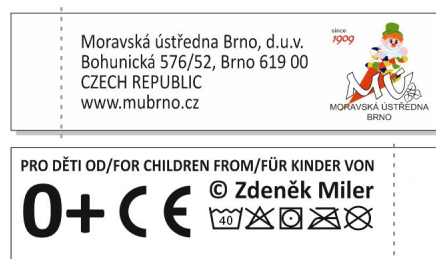 Moravská ústředna Brno, d.u.v.
Bohunická 576/52, Brno 619 00
CZECH REPUBLIC
www.mubrno.cz
since
1909
MÚ
MORAVSKÁ ÚSTŘEDNA
BRNO
PRO DĚTI OD/FOR CHILDREN FROM/FÜR KINDER VON
0+ CE
© Zdeněk Miler
40